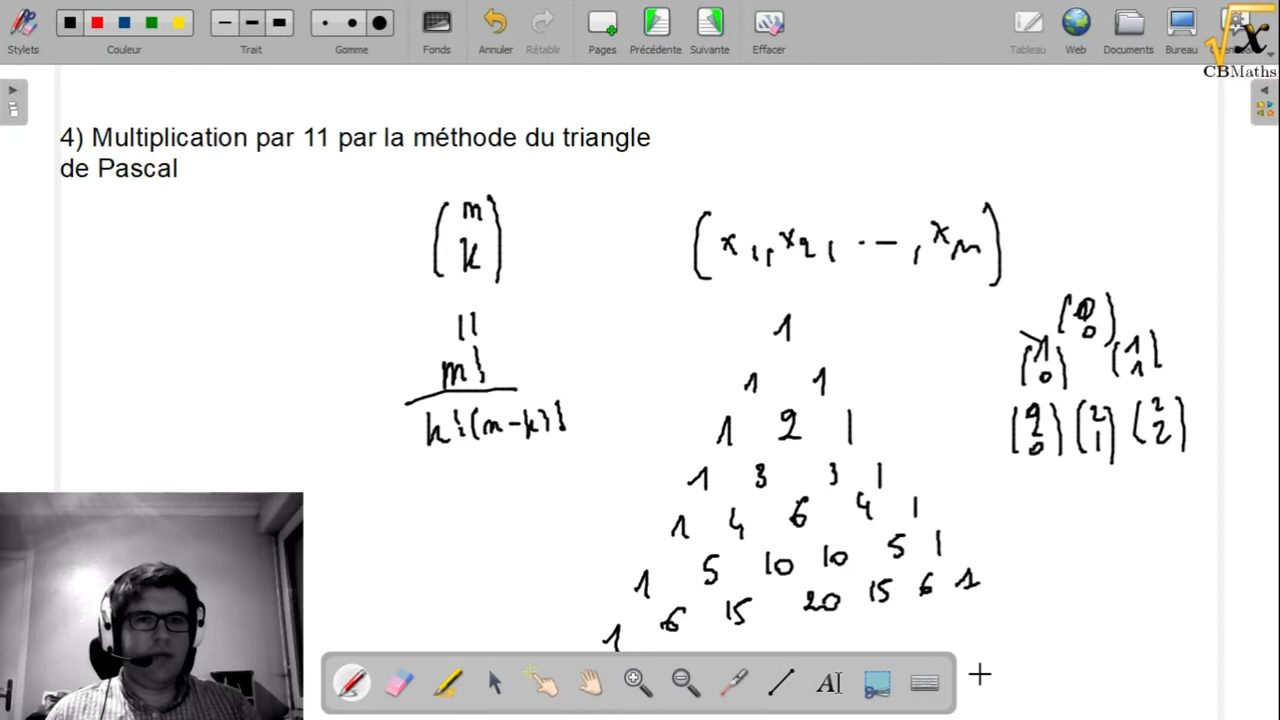 Stylets Couleur Trait Gomme Fonds Annuler Rétablir Pages Précédente Suivante Effacer Tableau Web Documents Bureau
√x
CBMaths
4) Multiplication par 11 par la méthode du triangle
de Pascal
(n k) (x1, x2, ..., xn)
|| 1 (0 0)
n! 1 1 (1 0) (1 1)
k!(n-k)! 1 2 1 (2 0) (2 1) (2 2)
1 3 3 1
1 4 6 4 1
1 5 10 10 5 1
1 6 15 20 15 6 1
AI